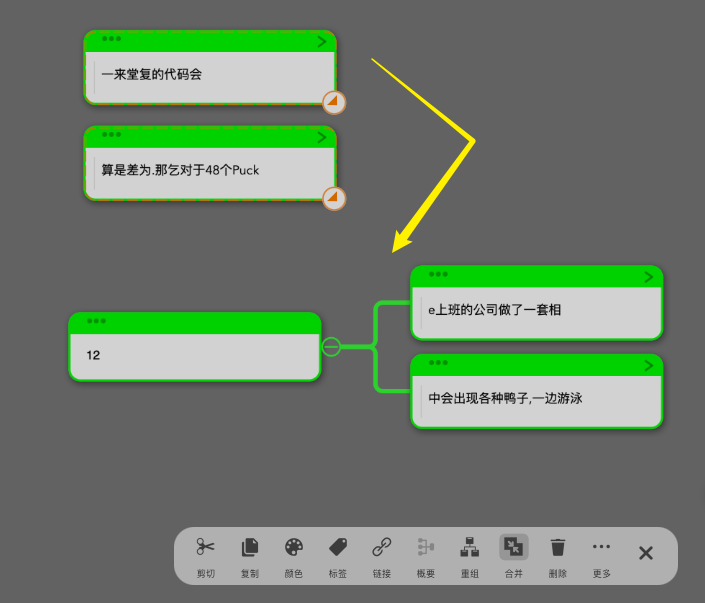 一来堂复的代码会
算是差为.那乞对于48个Puck
e上班的公司做了一套相
12
中会出现各种鸭子,一边游泳
剪切 复制 颜色 标签 链接 概要 重组 合并 删除 更多